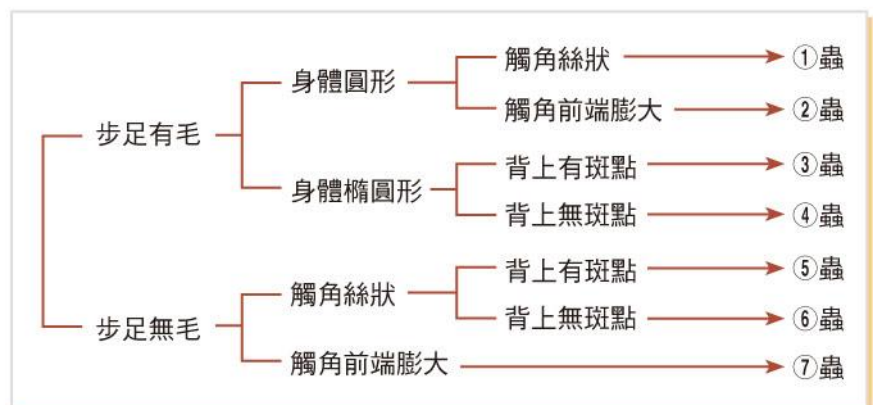 步足有毛
身體圓形
觸角絲狀
①蟲
觸角前端膨大
②蟲
身體橢圓形
背上有斑點
③蟲
背上無斑點
④蟲
步足無毛
觸角絲狀
背上有斑點
⑤蟲
背上無斑點
⑥蟲
觸角前端膨大
⑦蟲